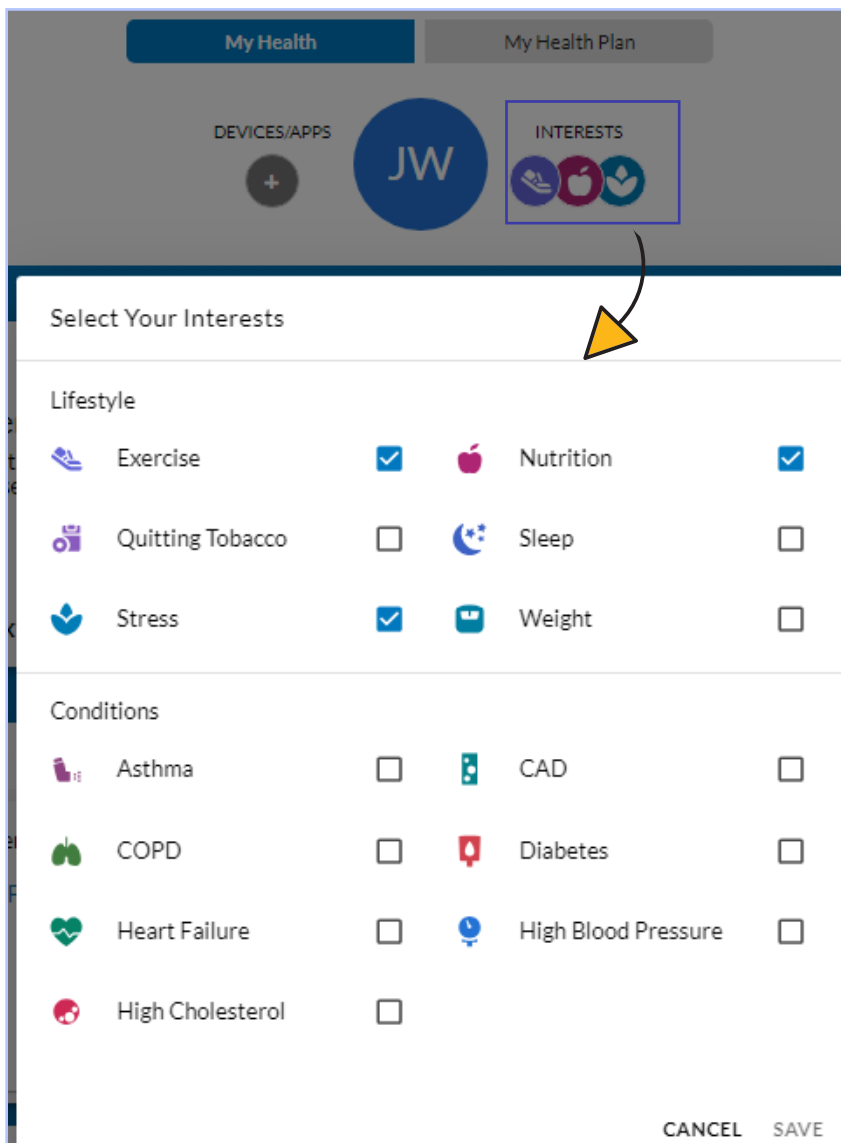 My Health My Health Plan
DEVICES/APPS INTERESTS
JW
Select Your Interests
Lifestyle
Exercise Nutrition
Quitting Tobacco Sleep
Stress Weight
Conditions
Asthma CAD
COPD Diabetes
Heart Failure High Blood Pressure
High Cholesterol
CANCEL SAVE